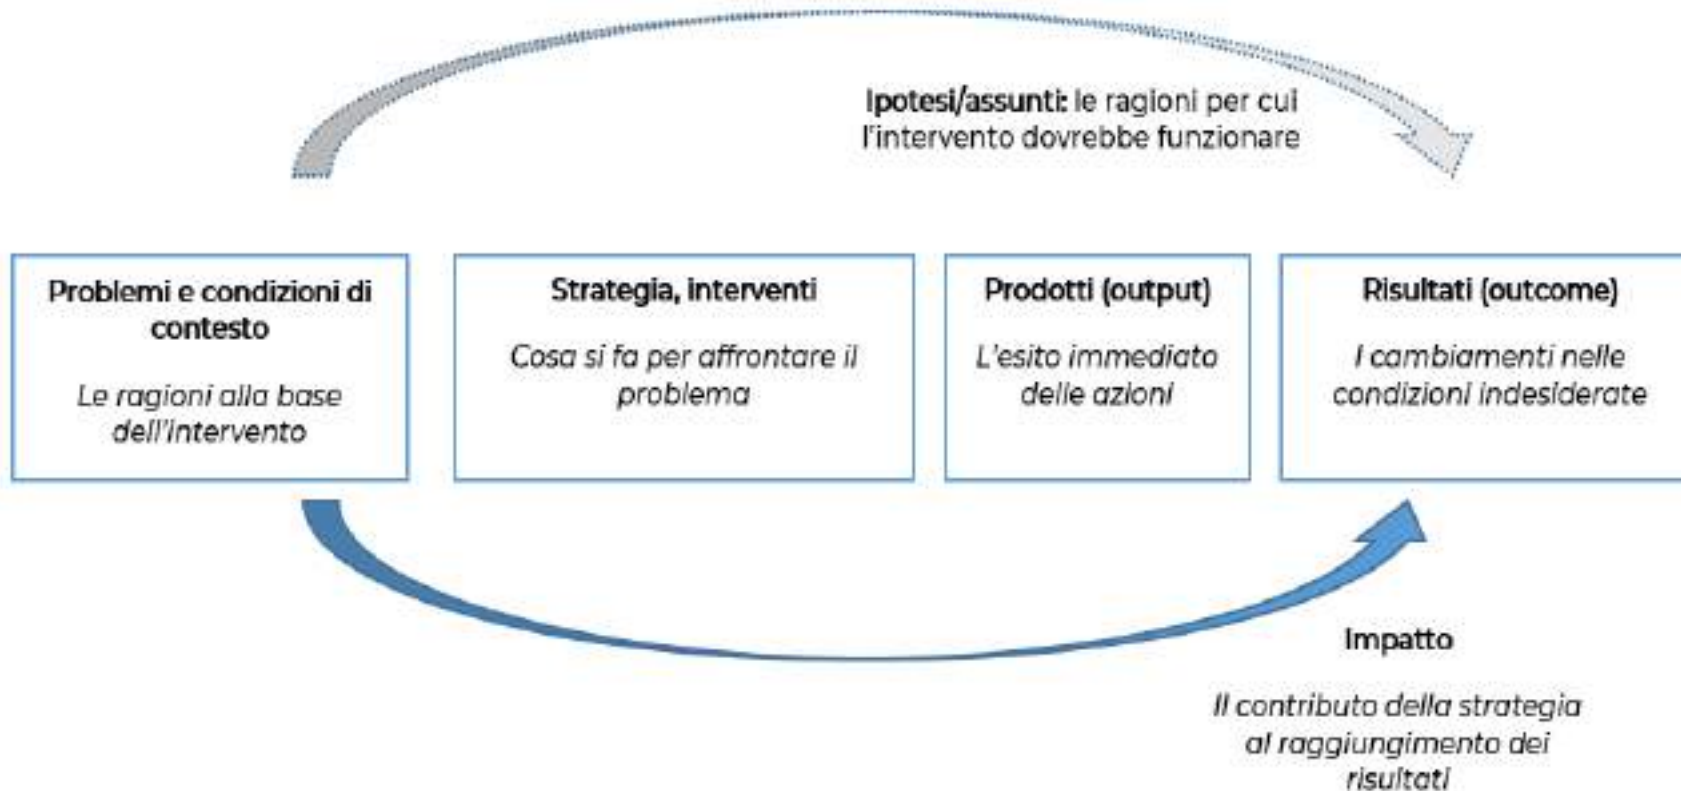 Ipotesi/assunti: le ragioni per cui
l'intervento dovrebbe funzionare
Problemi e condizioni di
contesto
Le ragioni alla base
dell'intervento
Strategia, interventi
Cosa si fa per affrontare il
problema
Prodotti (output)
L'esito immediato
delle azioni
Risultati (outcome)
I cambiamenti nelle
condizioni indesiderate
Impatto
Il contributo della strategia
al raggiungimento dei
risultati